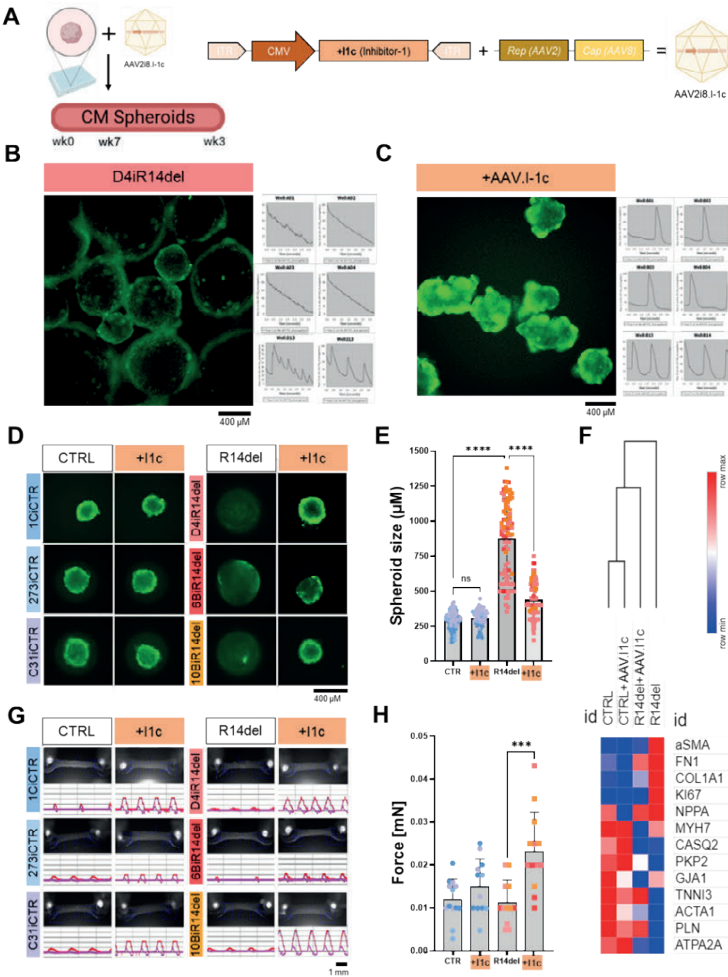 A
+
AAV2i8.I-1c
CM Spheroids
wk0 wk7 wk3
ITR CMV +I1c (Inhibitor-1) ITR + Rep (AAV2) Cap (AAV8) =
AAV2i8.I-1c
B
D4iR14del
400 µM
C
+AAV.I-1c
400 µM
D
CTRL +I1c R14del +I1c
1CiCTR
D4iR14del
273iCTR
6BiR14del
C31iCTR
10BiR14del
400 µM
E
Spheroid size (µM)
1500
1250
1000
750
500
250
0
**** ****
ns
CTR +I1c R14del +I1c
F
row max
row min
id CTRL CTRL+AAV.I1c R14del+AAV.I1c R14del id
aSMA
FN1
COL1A1
KI67
NPPA
MYH7
CASQ2
PKP2
GJA1
TNNI3
ACTA1
PLN
ATPA2A
G
CTRL +I1c R14del +I1c
1CiCTR
D4iR14del
273iCTR
6BiR14del
C31iCTR
10BiR14del
1 mm
H
Force [mN]
0.05
0.04
0.03
0.02
0.01
0.00
***
CTR +I1c R14del +I1c